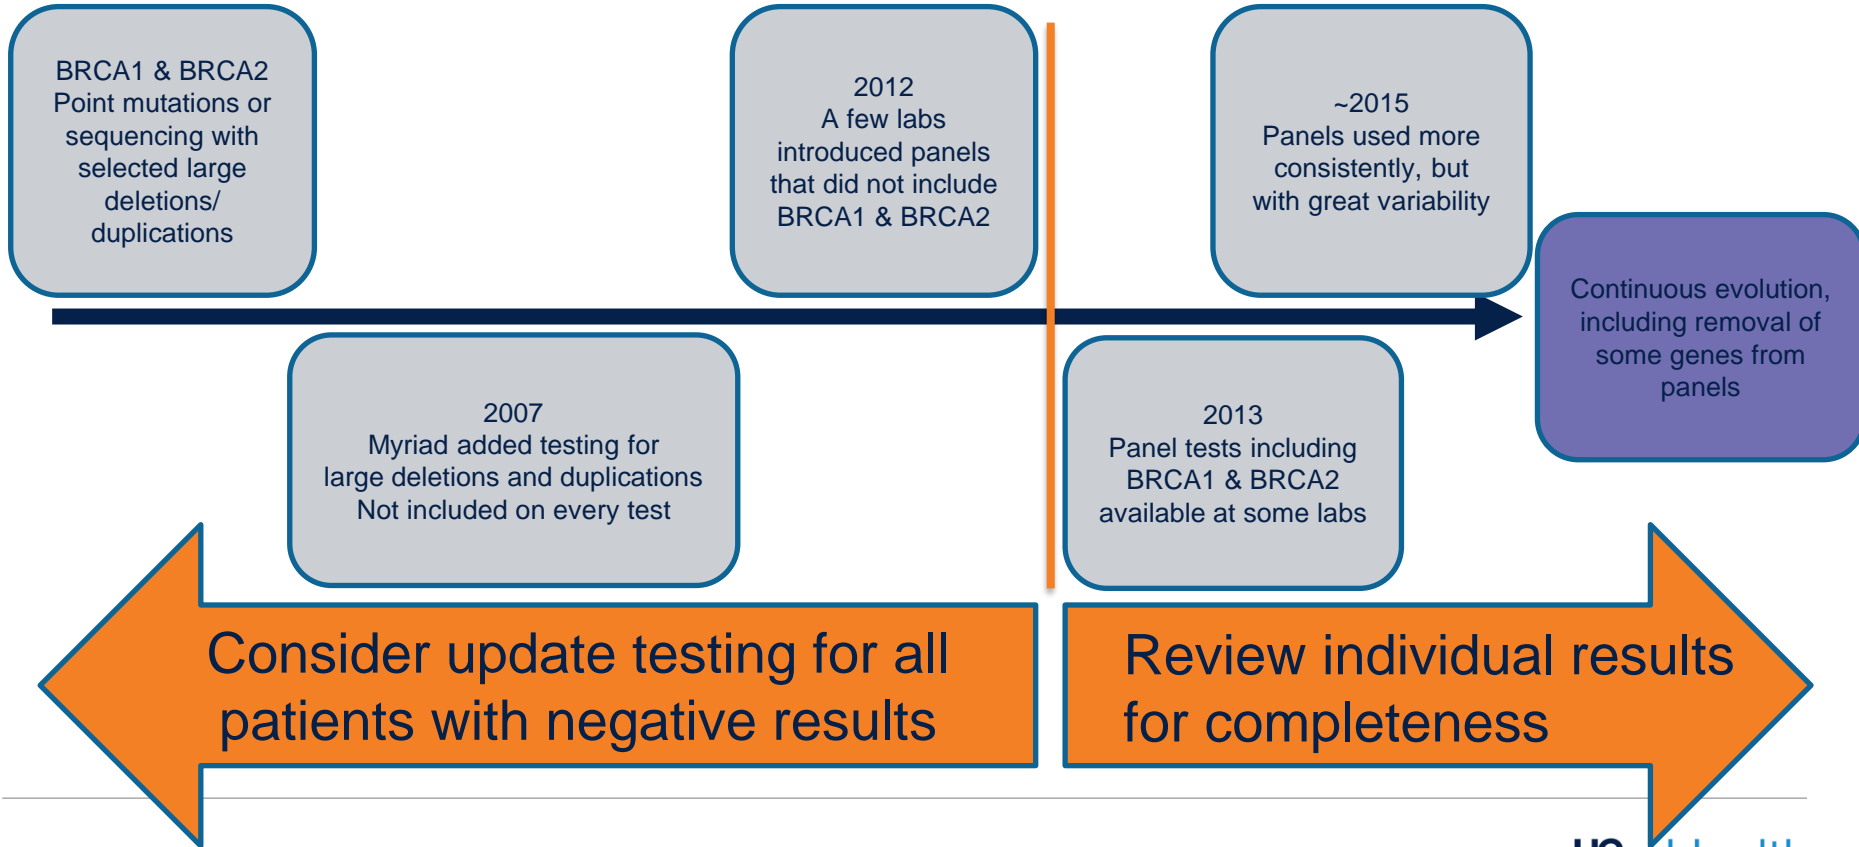 BRCA1 & BRCA2
Point mutations or
sequencing with
selected large
deletions/
duplications
2012
A few labs
introduced panels
that did not include
BRCA1 & BRCA2
~2015
Panels used more
consistently, but
with great variability
Continuous evolution,
including removal of
some genes from
panels
2007
Myriad added testing for
large deletions and duplications
Not included on every test
2013
Panel tests including
BRCA1 & BRCA2
available at some labs
Consider update testing for all
patients with negative results
Review individual results
for completeness